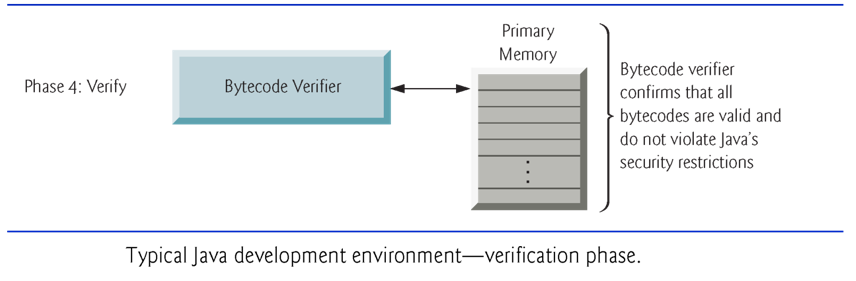 Phase 4: Verify
Bytecode Verifier
Primary
Memory
Bytecode verifier
confirms that all
bytecodes are valid and
do not violate Java’s
security restrictions
Typical Java development environment—verification phase.